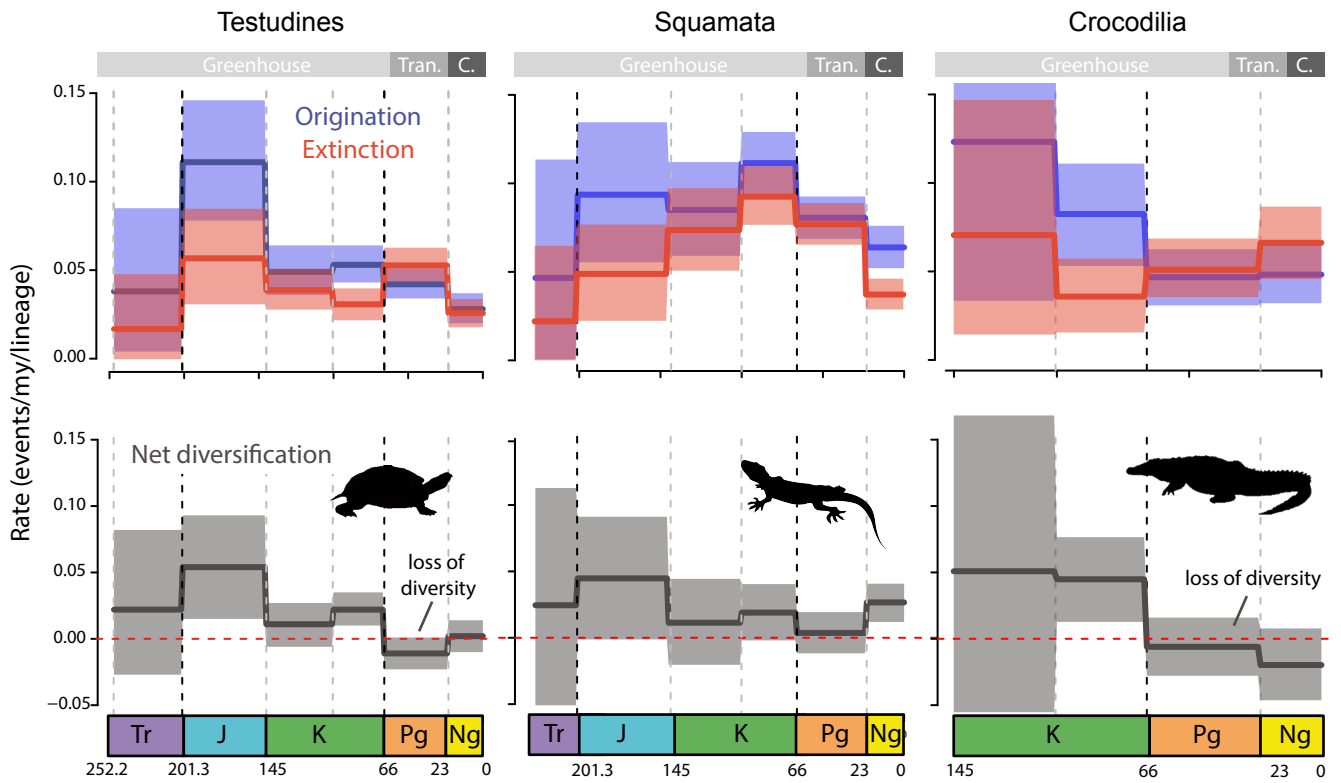 Testudines
Squamata
Crocodilia
Greenhouse Tran. C.
Greenhouse Tran. C.
Greenhouse Tran. C.
Rate (events/my/lineage)
0.15
0.10
0.05
0.00
Origination
Extinction
0.15
0.10
0.05
0.00
−0.05
Net diversification
loss of
diversity
loss of diversity
Tr J K Pg Ng
252.2 201.3 145 66 23 0
Tr J K Pg Ng
201.3 145 66 23 0
K Pg Ng
145 66 23 0